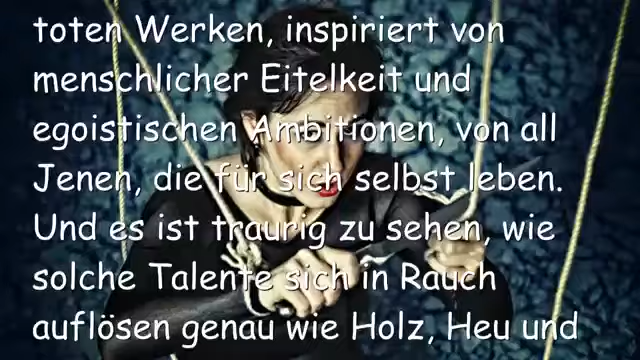 toten Werken, inspiriert von
menschlicher Eitelkeit und
egoistischen Ambitionen, von all
Jenen, die für sich selbst leben.
Und es ist traurig zu sehen, wie
solche Talente sich in Rauch
auflösen genau wie Holz, Heu und